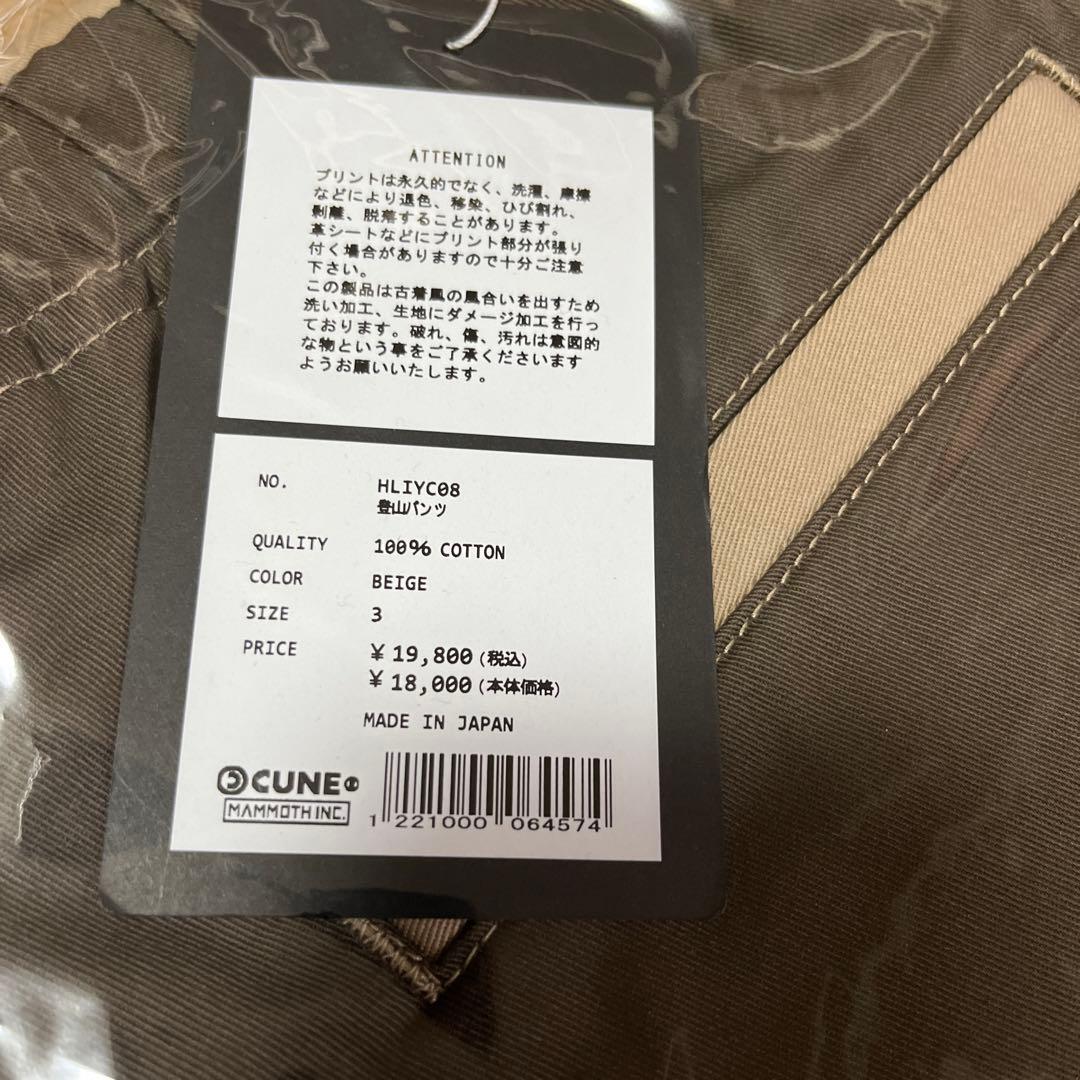 ATTENTION
プリントは永久的でなく、洗濯、摩擦
などにより退色、移染、ひび割れ、
剥離、脱落することがあります。
革シートなどにプリント部分が張り
付く場合がありますので十分ご注意
下さい。
この製品は古着風の風合いを出すため
洗い加工、生地にダメージ加工を行っ
ております。破れ、傷、汚れは意図的
な物という事をご了承くださいます
ようお願いいたします。
NO. HLIYC08
登山パンツ
QUALITY 100% COTTON
COLOR BEIGE
SIZE 3
PRICE ¥19,800(税込)
¥18,000(本体価格)
MADE IN JAPAN
CUNE
MAMMOTH INC.
1 221000 064574